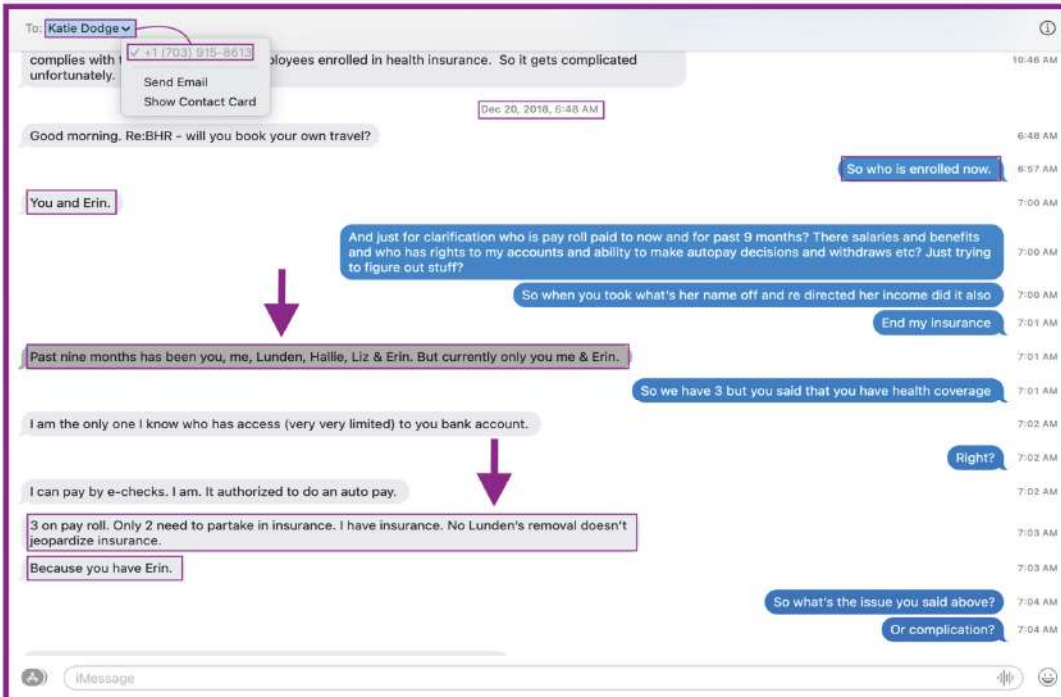 To: Katie Dodge
✓ +1 (703) 915-8613
Send Email
Show Contact Card
complies with ployees enrolled in health insurance. So it gets complicated
unfortunately.
10:46 AM
Dec 20, 2018, 6:48 AM
Good morning. Re:BHR - will you book your own travel?
6:48 AM
So who is enrolled now.
6:57 AM
You and Erin.
7:00 AM
And just for clarification who is pay roll paid to now and for past 9 months? There salaries and benefits
and who has rights to my accounts and ability to make autopay decisions and withdraws etc? Just trying
to figure out stuff?
7:00 AM
So when you took what's her name off and re directed her income did it also
7:00 AM
End my insurance
7:01 AM
Past nine months has been you, me, Lunden, Hallie, Liz & Erin. But currently only you me & Erin.
7:01 AM
So we have 3 but you said that you have health coverage
7:01 AM
I am the only one I know who has access (very very limited) to you bank account.
7:02 AM
Right?
7:02 AM
I can pay by e-checks. I am. It authorized to do an auto pay.
7:02 AM
3 on pay roll. Only 2 need to partake in insurance. I have insurance. No Lunden's removal doesn't
jeopardize insurance.
7:03 AM
Because you have Erin.
7:03 AM
So what's the issue you said above?
7:04 AM
Or complication?
7:04 AM
iMessage